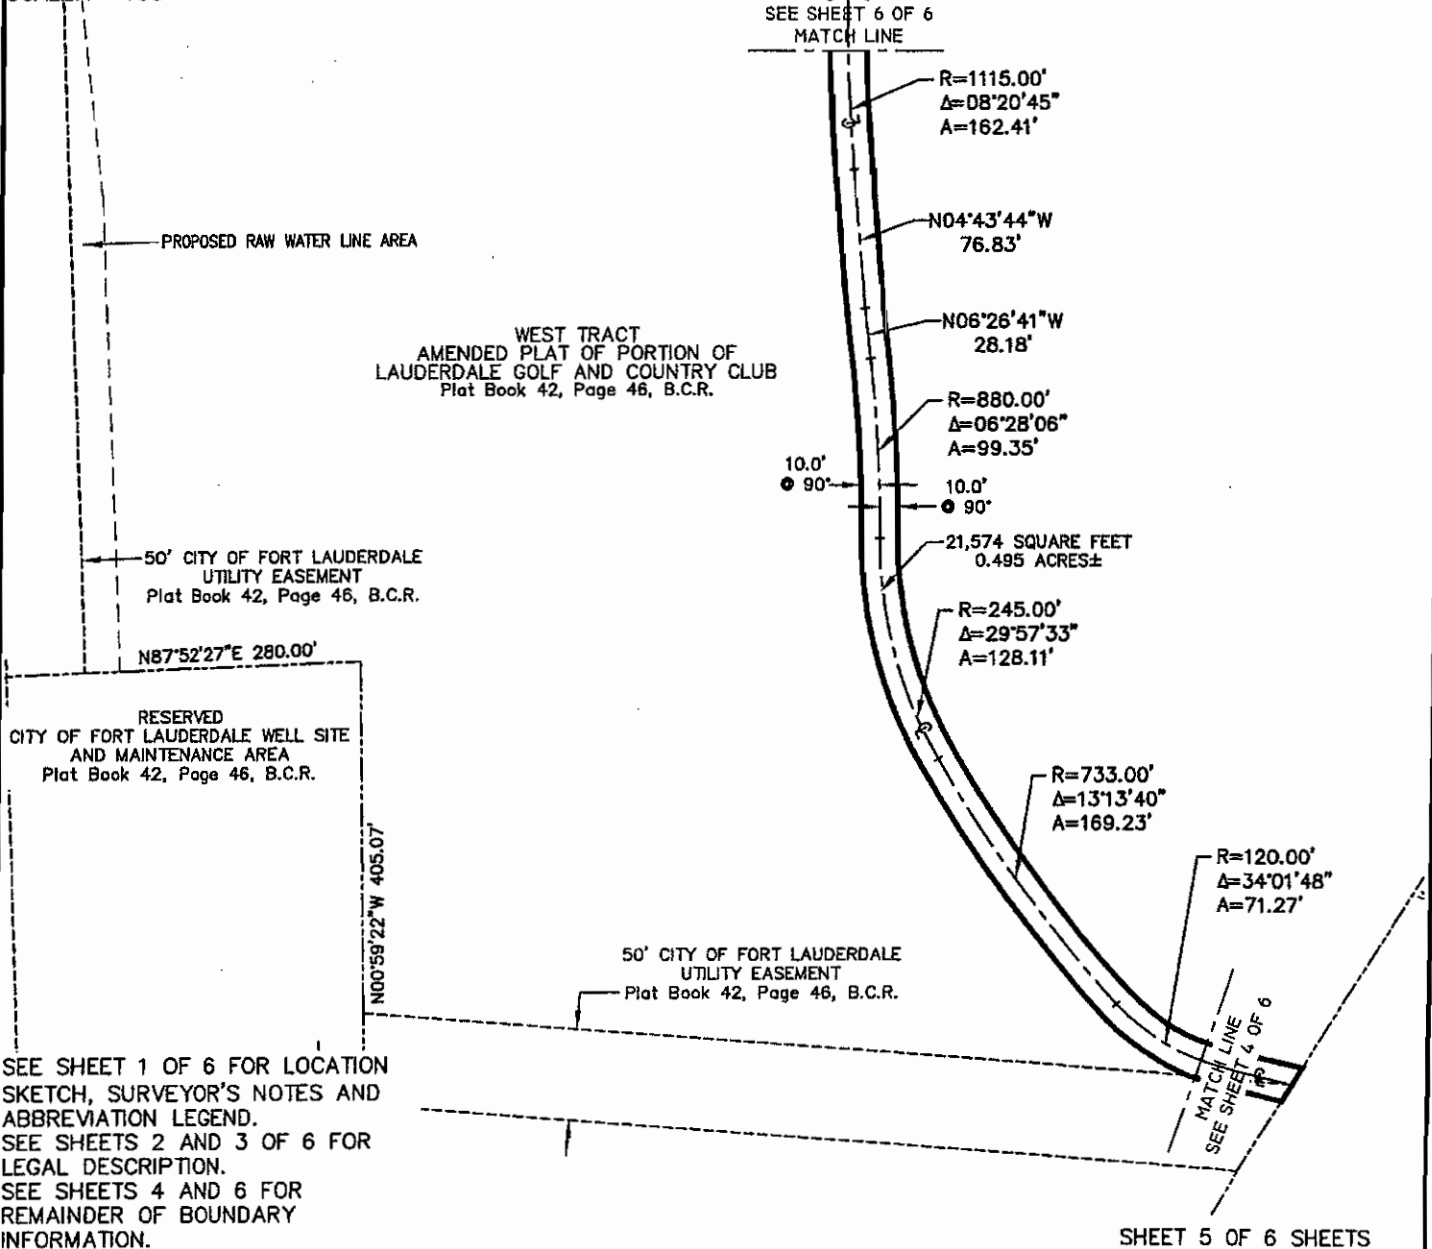 SEE SHEET 6 OF 6
MATCH LINE
R=1115.00'
Δ=08°20'45"
A=162.41'
N04°43'44"W
76.83'
PROPOSED RAW WATER LINE AREA
N06°26'41"W
28.18'
WEST TRACT
AMENDED PLAT OF PORTION OF
LAUDERDALE GOLF AND COUNTRY CLUB
Plat Book 42, Page 46, B.C.R.
R=880.00'
Δ=06°28'06"
A=99.35'
10.0'
@ 90°
10.0'
@ 90°
21,574 SQUARE FEET
0.495 ACRES±
50' CITY OF FORT LAUDERDALE
UTILITY EASEMENT
Plat Book 42, Page 46, B.C.R.
R=245.00'
Δ=29°57'33"
A=128.11'
N87°52'27"E 280.00'
RESERVED
CITY OF FORT LAUDERDALE WELL SITE
AND MAINTENANCE AREA
Plat Book 42, Page 46, B.C.R.
R=733.00'
Δ=13°13'40"
A=169.23'
N00°59'22"W 405.07'
R=120.00'
Δ=34°01'48"
A=71.27'
50' CITY OF FORT LAUDERDALE
UTILITY EASEMENT
Plat Book 42, Page 46, B.C.R.
MATCH LINE
SEE SHEET 4 OF 6
SEE SHEET 1 OF 6 FOR LOCATION
SKETCH, SURVEYOR'S NOTES AND
ABBREVIATION LEGEND.
SEE SHEETS 2 AND 3 OF 6 FOR
LEGAL DESCRIPTION.
SEE SHEETS 4 AND 6 FOR
REMAINDER OF BOUNDARY
INFORMATION.
SHEET 5 OF 6 SHEETS